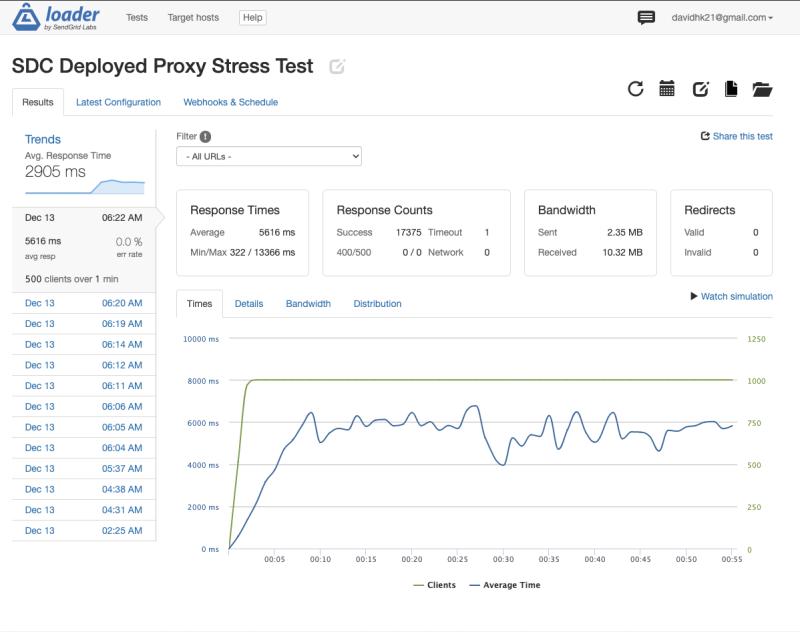 loader
by SendGrid Labs
Tests Target hosts Help
davidhk21@gmail.com
SDC Deployed Proxy Stress Test
Results Latest Configuration Webhooks & Schedule
Trends
Avg. Response Time
2905 ms
Dec 13 06:22 AM
5616 ms 0.0 %
avg resp err rate
500 clients over 1 min
Dec 13 06:20 AM
Dec 13 06:19 AM
Dec 13 06:14 AM
Dec 13 06:12 AM
Dec 13 06:11 AM
Dec 13 06:06 AM
Dec 13 06:05 AM
Dec 13 06:04 AM
Dec 13 05:37 AM
Dec 13 04:38 AM
Dec 13 04:31 AM
Dec 13 02:25 AM
Filter !
Share this test
- All URLs -
Response Times
Average 5616 ms
Min/Max 322 / 13366 ms
Response Counts
Success 17375 Timeout 1
400/500 0 / 0 Network 0
Bandwidth
Sent 2.35 MB
Received 10.32 MB
Redirects
Valid 0
Invalid 0
Times Details Bandwidth Distribution
Watch simulation
10000 ms 1250
8000 ms 1000
6000 ms 750
4000 ms 500
2000 ms 250
0 ms 0
00:05 00:10 00:15 00:20 00:25 00:30 00:35 00:40 00:45 00:50 00:55
Clients Average Time